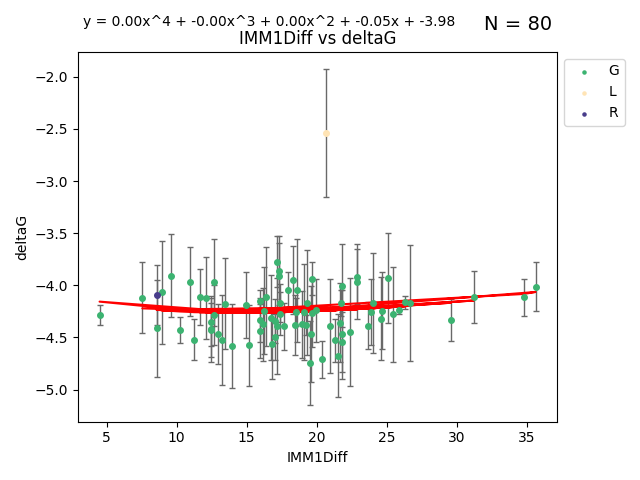 y = 0.00x^4 + -0.00x^3 + 0.00x^2 + -0.05x + -3.98
N = 80
IMM1Diff vs deltaG
−2.0
−2.5
−3.0
−3.5
−4.0
−4.5
−5.0
deltaG
5 10 15 20 25 30 35
IMM1Diff
G
L
R